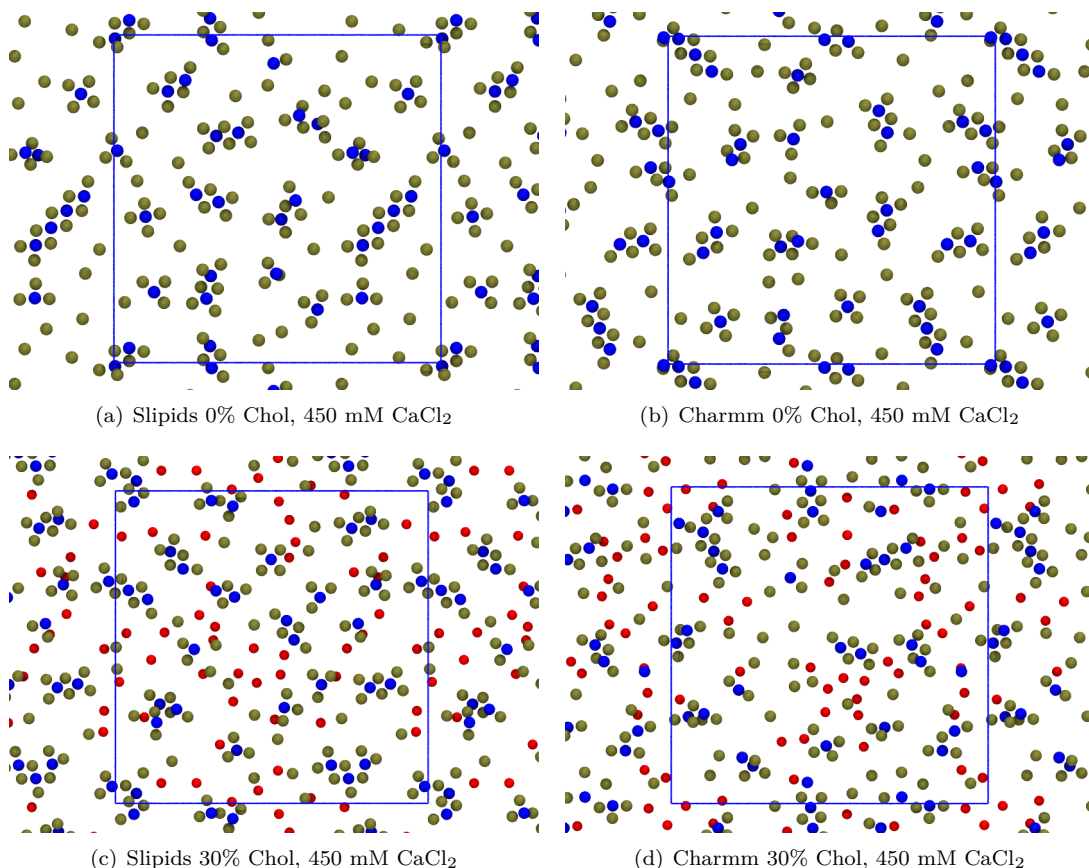 (a) Slipids 0% Chol, 450 mM CaCl₂
(b) Charmm 0% Chol, 450 mM CaCl₂
(c) Slipids 30% Chol, 450 mM CaCl₂
(d) Charmm 30% Chol, 450 mM CaCl₂